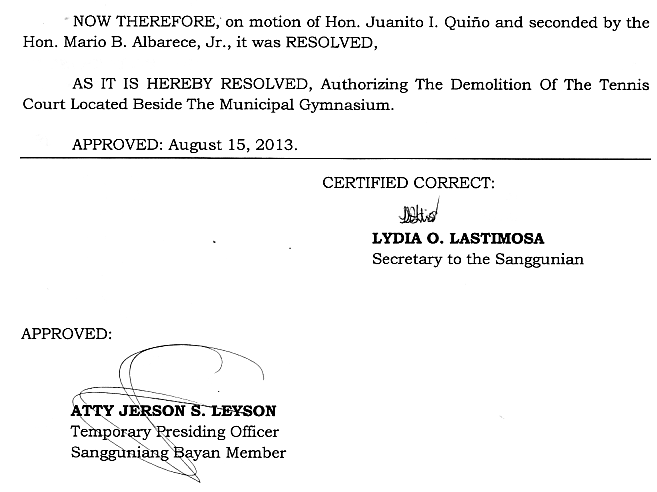 NOW THEREFORE, on motion of Hon. Juanito I. Quiño and seconded by the
Hon. Mario B. Albarece, Jr., it was RESOLVED,
AS IT IS HEREBY RESOLVED, Authorizing The Demolition Of The Tennis
Court Located Beside The Municipal Gymnasium.
APPROVED: August 15, 2013.
CERTIFIED CORRECT:
LYDIA O. LASTIMOSA
Secretary to the Sanggunian
APPROVED:
ATTY JERSON S. LEYSON
Temporary Presiding Officer
Sangguniang Bayan Member